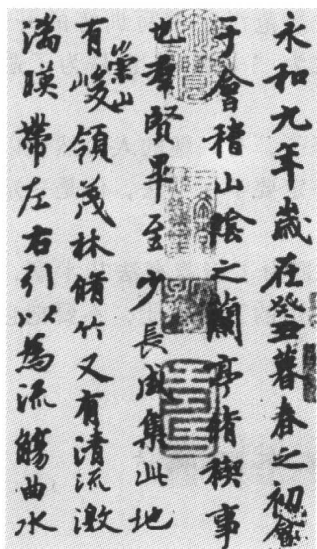 永和九年歲在癸丑暮春之初會
于會稽山陰之蘭亭脩稧事
也羣賢畢至少長咸集此地
有崇山峻領茂林脩竹又有清流激
湍暎帶左右引以為流觴曲水